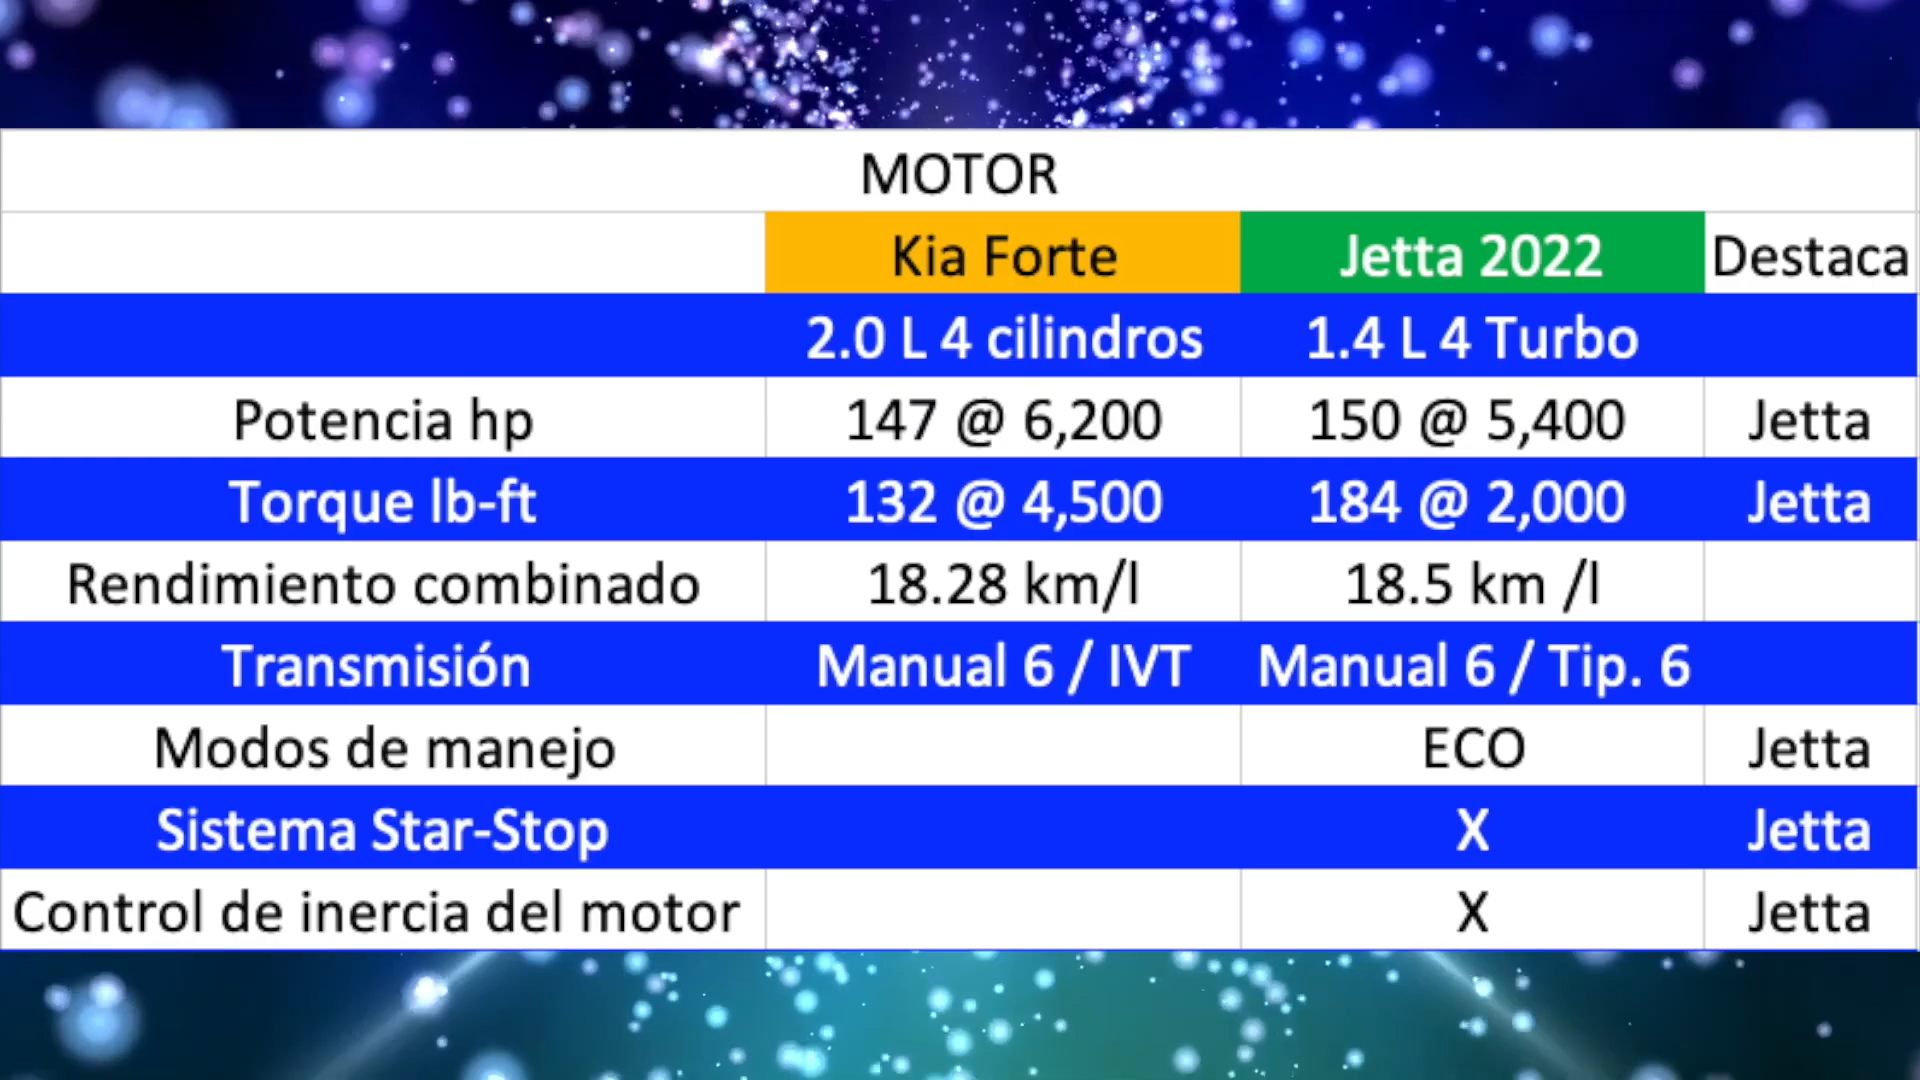 MOTOR
Kia Forte Jetta 2022 Destaca
2.0 L 4 cilindros 1.4 L 4 Turbo
Potencia hp 147 @ 6,200 150 @ 5,400 Jetta
Torque lb-ft 132 @ 4,500 184 @ 2,000 Jetta
Rendimiento combinado 18.28 km/l 18.5 km /l
Transmisión Manual 6 / IVT Manual 6 / Tip. 6
Modos de manejo ECO Jetta
Sistema Star-Stop X Jetta
Control de inercia del motor X Jetta